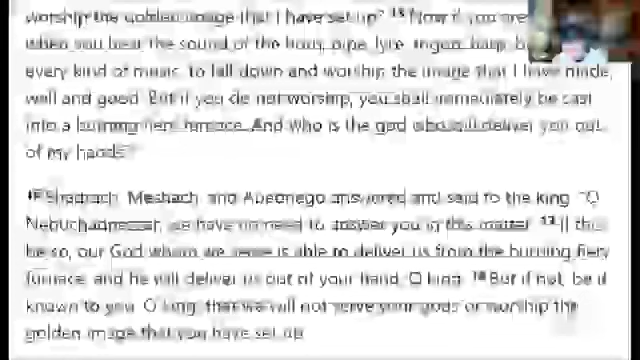 worship the golden image that I have set up? 15 Now if you are
when you hear the sound of the horn, pipe, lyre, trigon, harp, b
every kind of music, to fall down and worship the image that I have made,
well and good. But if you do not worship, you shall immediately be cast
into a burning fiery furnace. And who is the god who will deliver you out
of my hands?"
16 Shadrach, Meshach, and Abednego answered and said to the king, "O
Nebuchadnezzar, we have no need to answer you in this matter. 17 If this
be so, our God whom we serve is able to deliver us from the burning fiery
furnace, and he will deliver us out of your hand, O king. 18 But if not, be it
known to you, O king, that we will not serve your gods or worship the
golden image that you have set up.